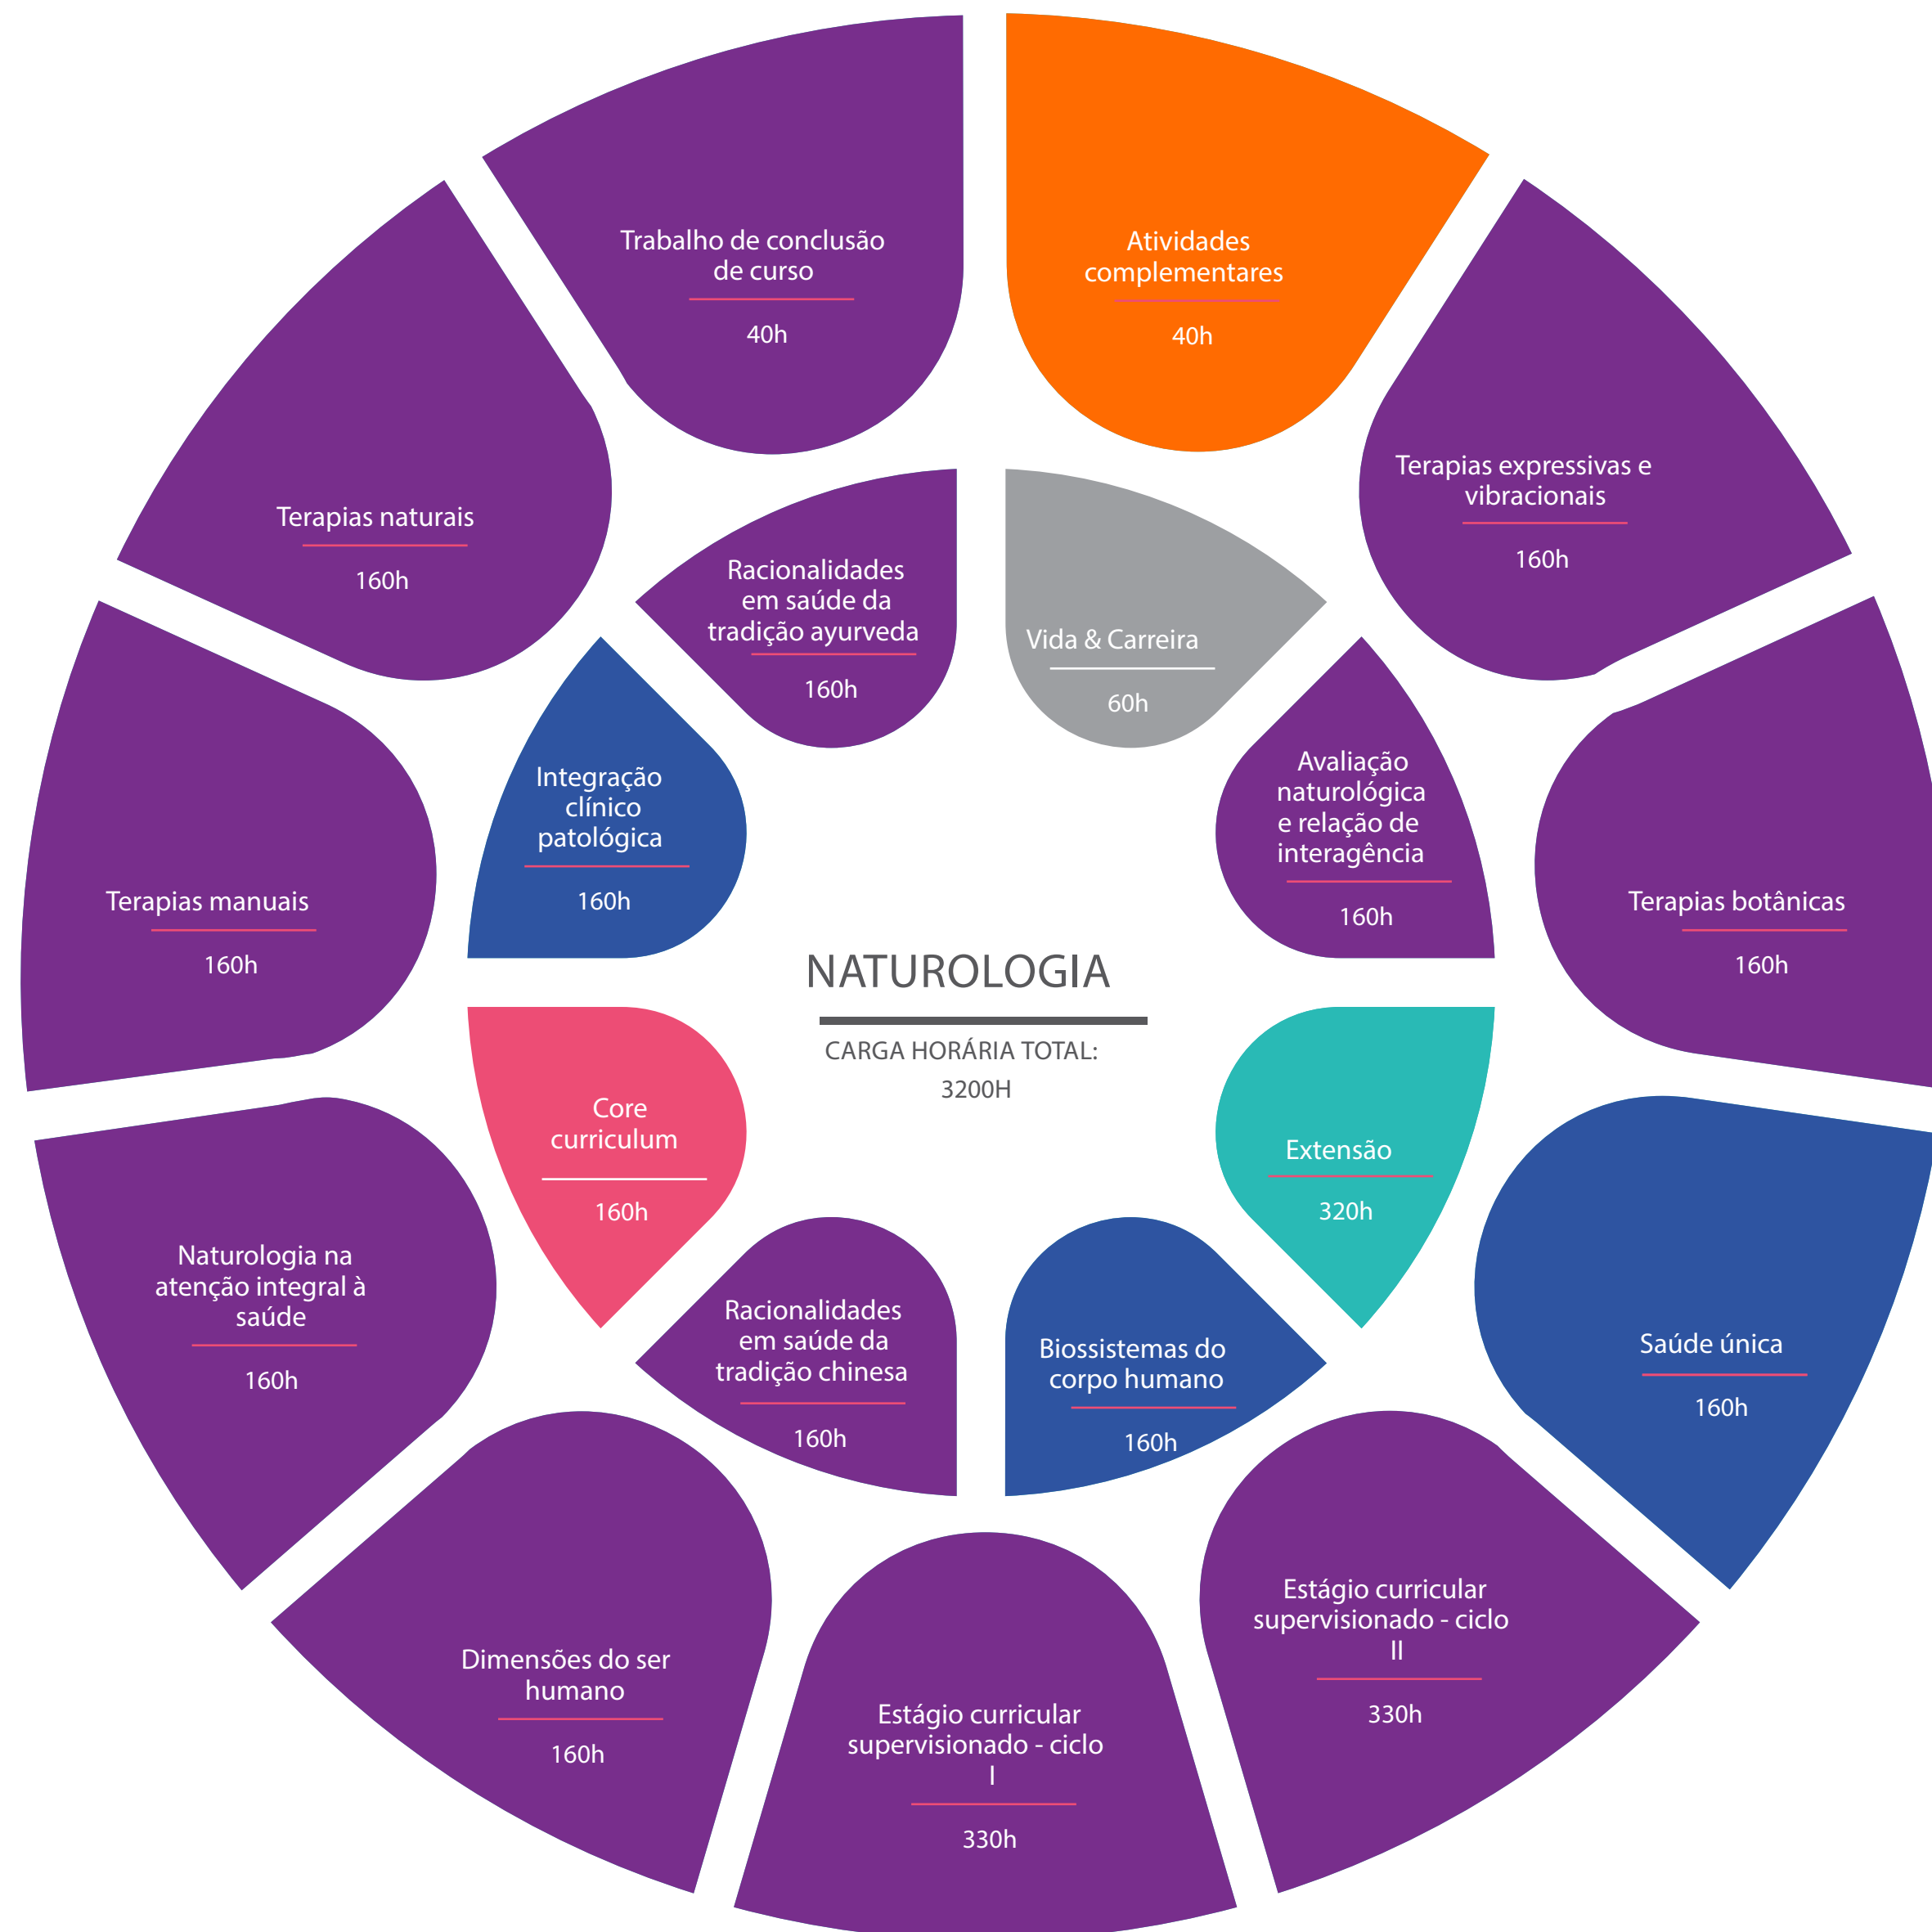 Trabalho de conclusão
de curso
40h
Atividades
complementares
40h
Terapias expressivas e
vibracionais
160h
Terapias naturais
160h
Racionalidades
em saúde da
tradição ayurveda
160h
Vida & Carreira
60h
Integração
clínico
patológica
160h
Avaliação
naturológica
e relação de
interagência
160h
Terapias manuais
160h
Terapias botânicas
160h
NATUROLOGIA
CARGA HORÁRIA TOTAL:
3200H
Core
curriculum
160h
Extensão
320h
Naturologia na
atenção integral à
saúde
160h
Racionalidades
em saúde da
tradição chinesa
160h
Biossistemas do
corpo humano
160h
Saúde única
160h
Dimensões do ser
humano
160h
Estágio curricular
supervisionado - ciclo
I
330h
Estágio curricular
supervisionado - ciclo
II
330h